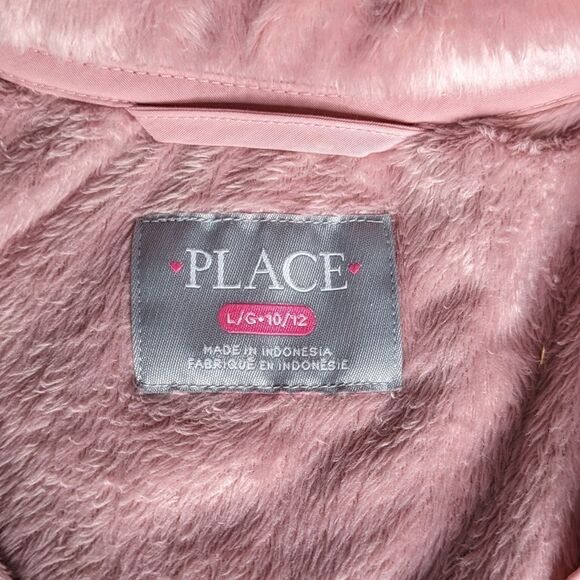 PLACE
L/G•10/12
MADE IN INDONESIA
FABRIQUÉ EN INDONÉSIE